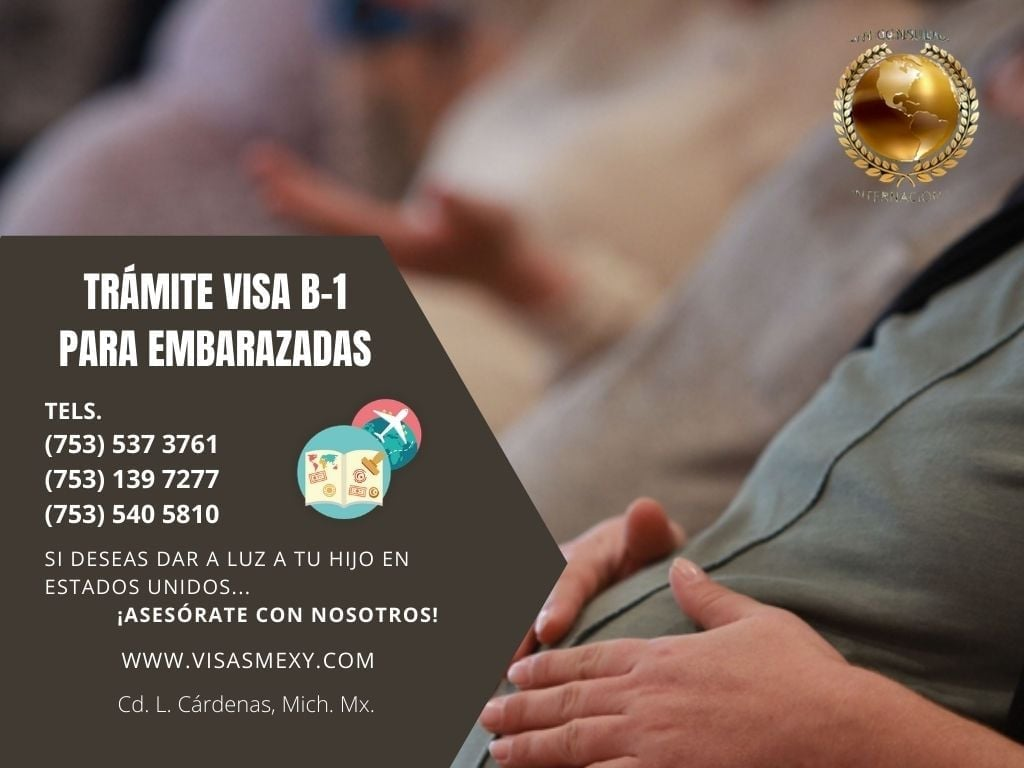 TRÁMITE VISA B-1
PARA EMBARAZADAS
TELS.
(753) 537 3761
(753) 139 7277
(753) 540 5810
SI DESEAS DAR A LUZ A TU HIJO EN
ESTADOS UNIDOS...
¡ASESÓRATE CON NOSOTROS!
WWW.VISASMEXY.COM
Cd. L. Cárdenas, Mich. Mx.